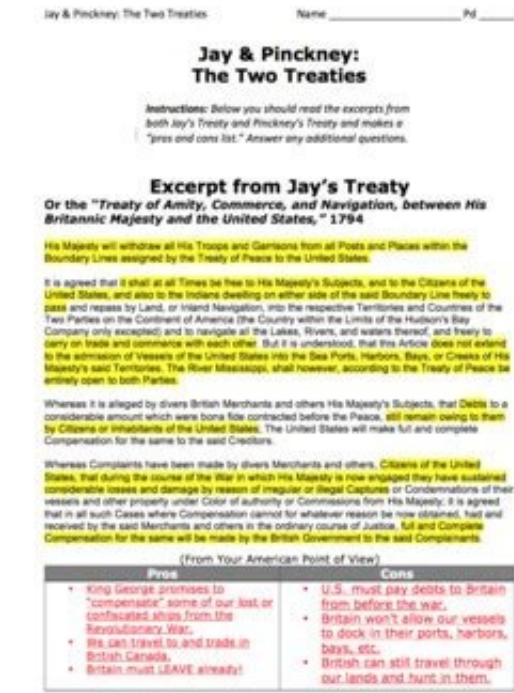 Jay & Pinckney: The Two Treaties Name Pd
Jay & Pinckney:
The Two Treaties
Instructions: Below you should read the excerpts from
both Jay's Treaty and Pinckney's Treaty and makes a
"pros and cons list." Answer any additional questions.
Excerpt from Jay's Treaty
Or the "Treaty of Amity, Commerce, and Navigation, between His
Britannic Majesty and the United States," 1794
His Majesty will withdraw all His Troops and Garrisons from all Posts and Places within the
Boundary Lines assigned by the Treaty of Peace to the United States.
It is agreed that it shall at all Times be free to His Majesty's Subjects, and to the Citizens of the
United States, and also to the Indians dwelling on either side of the said Boundary Line freely to
pass and repass by Land, or Inland Navigation, into the respective Territories and Countries of the
Two Parties on the Continent of America (the Country within the Limits of the Hudson's Bay
Company only excepted) and to navigate all the Lakes, Rivers, and waters thereof, and freely to
carry on trade and commerce with each other. But it is understood, that this Article does not extend
to the admission of Vessels of the United States into the Sea Ports, Harbors, Bays, or Creeks of His
Majesty's said Territories. The River Mississippi, shall however, according to the Treaty of Peace be
entirely open to both Parties.
Whereas it is alleged by divers British Merchants and others His Majesty's Subjects, that Debts to a
considerable amount which were bona fide contracted before the Peace, still remain owing to them
by Citizens or Inhabitants of the United States. The United States will make full and complete
Compensation for the same to the said Creditors.
Whereas Complaints have been made by divers Merchants and others, Citizens of the United
States, that during the course of the War in which His Majesty is now engaged they have sustained
considerable losses and damage by reason of irregular or illegal Captures or Condemnations of their
vessels and other property under Color of authority or Commissions from His Majesty; it is agreed
that in all such Cases where Compensation cannot for whatever reason be now obtained, had and
received by the said Merchants and others in the ordinary course of Justice, full and Complete
Compensation for the same will be made by the British Government to the said Complainants.
(From Your American Point of View)
Pros
• King George promises to
"compensate" some of our lost or
confiscated ships from the
Revolutionary War.
• We can travel to and trade in
British Canada.
• Britain must LEAVE already!
Cons
• U.S. must pay debts to Britain
from before the war.
• Britain won't allow our vessels
to dock in their ports, harbors,
bays, etc.
• British can still travel through
our lands and hunt in them.